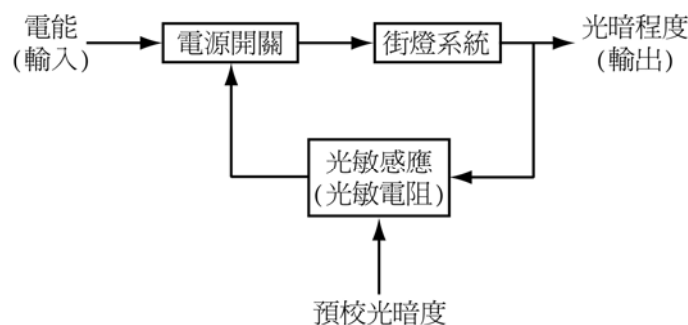 電能
(輸入)
電源開關
街燈系統
光暗程度
(輸出)
光敏感應
(光敏電阻)
預校光暗度